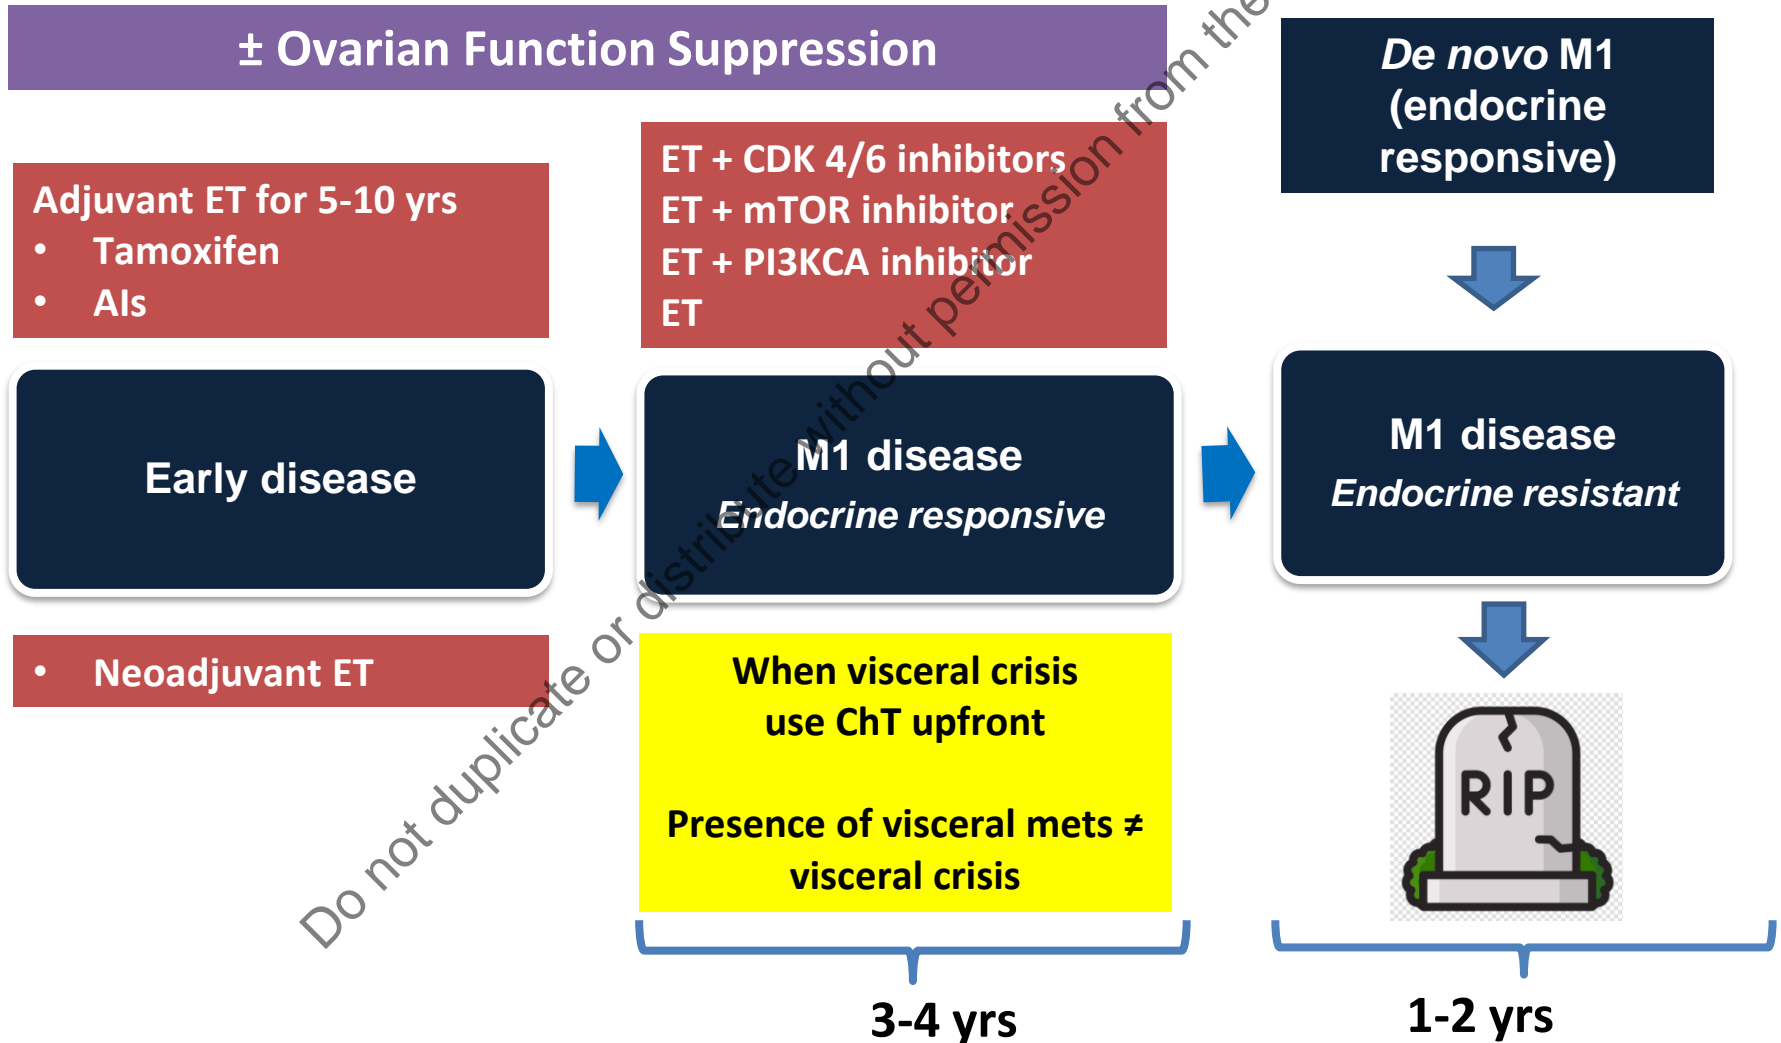 ± Ovarian Function Suppression
Adjuvant ET for 5-10 yrs
• Tamoxifen
• AIs
Early disease
• Neoadjuvant ET
ET + CDK 4/6 inhibitors
ET + mTOR inhibitor
ET + PI3KCA inhibitor
ET
M1 disease
Endocrine responsive
When visceral crisis
use ChT upfront
Presence of visceral mets ≠
visceral crisis
3-4 yrs
De novo M1
(endocrine
responsive)
M1 disease
Endocrine resistant
RIP
1-2 yrs
Do not duplicate or distribute without permission from the